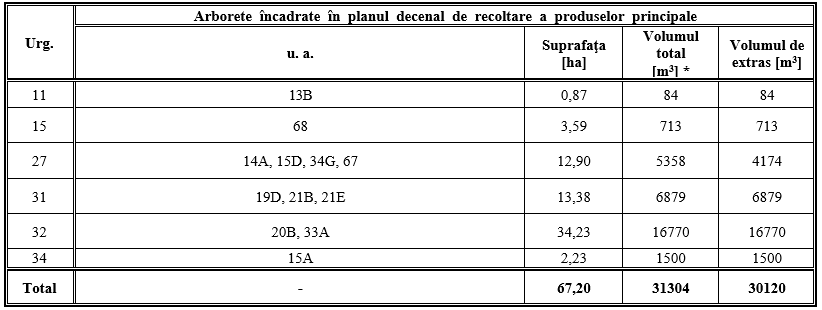 Arborete încadrate în planul decenal de recoltare a produselor principale
Urg. u. a. Suprafața [ha] Volumul total [m³] * Volumul de extras [m³]
11 13B 0,87 84 84
15 68 3,59 713 713
27 14A, 15D, 34G, 67 12,90 5358 4174
31 19D, 21B, 21E 13,38 6879 6879
32 20B, 33A 34,23 16770 16770
34 15A 2,23 1500 1500
Total - 67,20 31304 30120